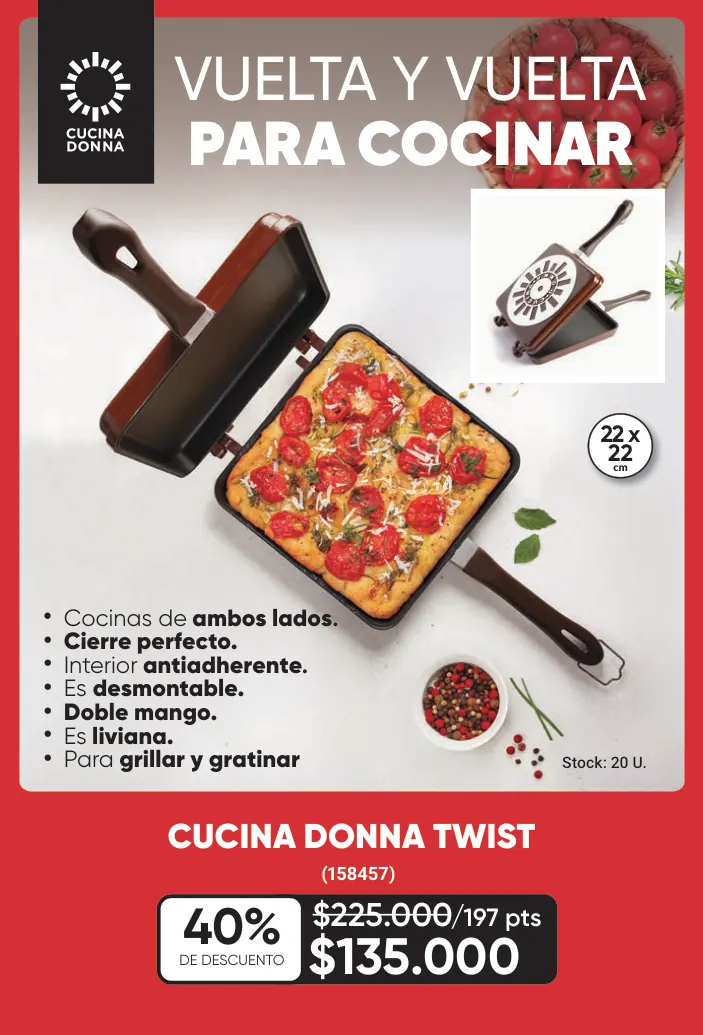 CUCINA
DONNA
VUELTA Y VUELTA
PARA COCINAR
22 x
22
cm
• Cocinas de ambos lados.
• Cierre perfecto.
• Interior antiadherente.
• Es desmontable.
• Doble mango.
• Es liviana.
• Para grillar y gratinar
Stock: 20 U.
CUCINA DONNA TWIST
(158457)
40%
DE DESCUENTO
$225.000/197 pts
$135.000